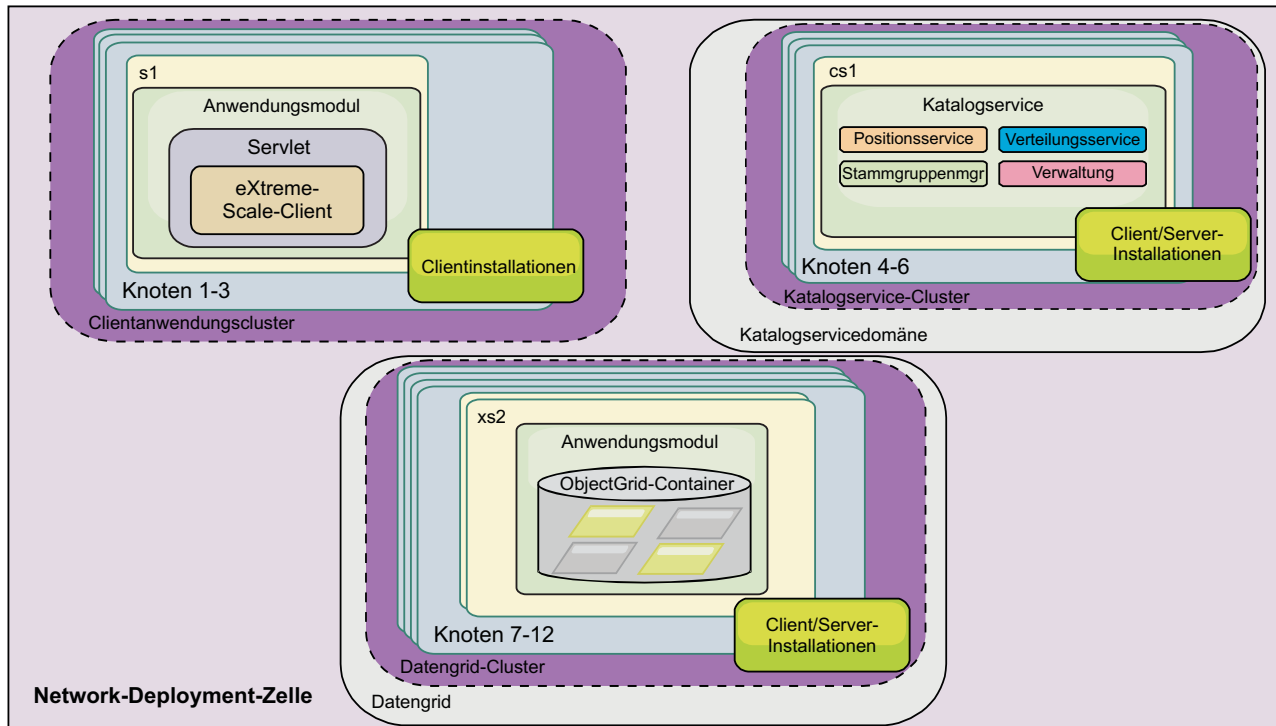 s1
Anwendungsmodul
Servlet
eXtreme-
Scale-Client
Clientinstallationen
Knoten 1-3
Clientanwendungscluster
cs1
Katalogservice
Positionsservice
Verteilungsservice
Stammgruppenmgr
Verwaltung
Client/Server-
Installationen
Knoten 4-6
Katalogservice-Cluster
Katalogservicedomäne
xs2
Anwendungsmodul
ObjectGrid-Container
Client/Server-
Installationen
Knoten 7-12
Datengrid-Cluster
Datengrid
Network-Deployment-Zelle